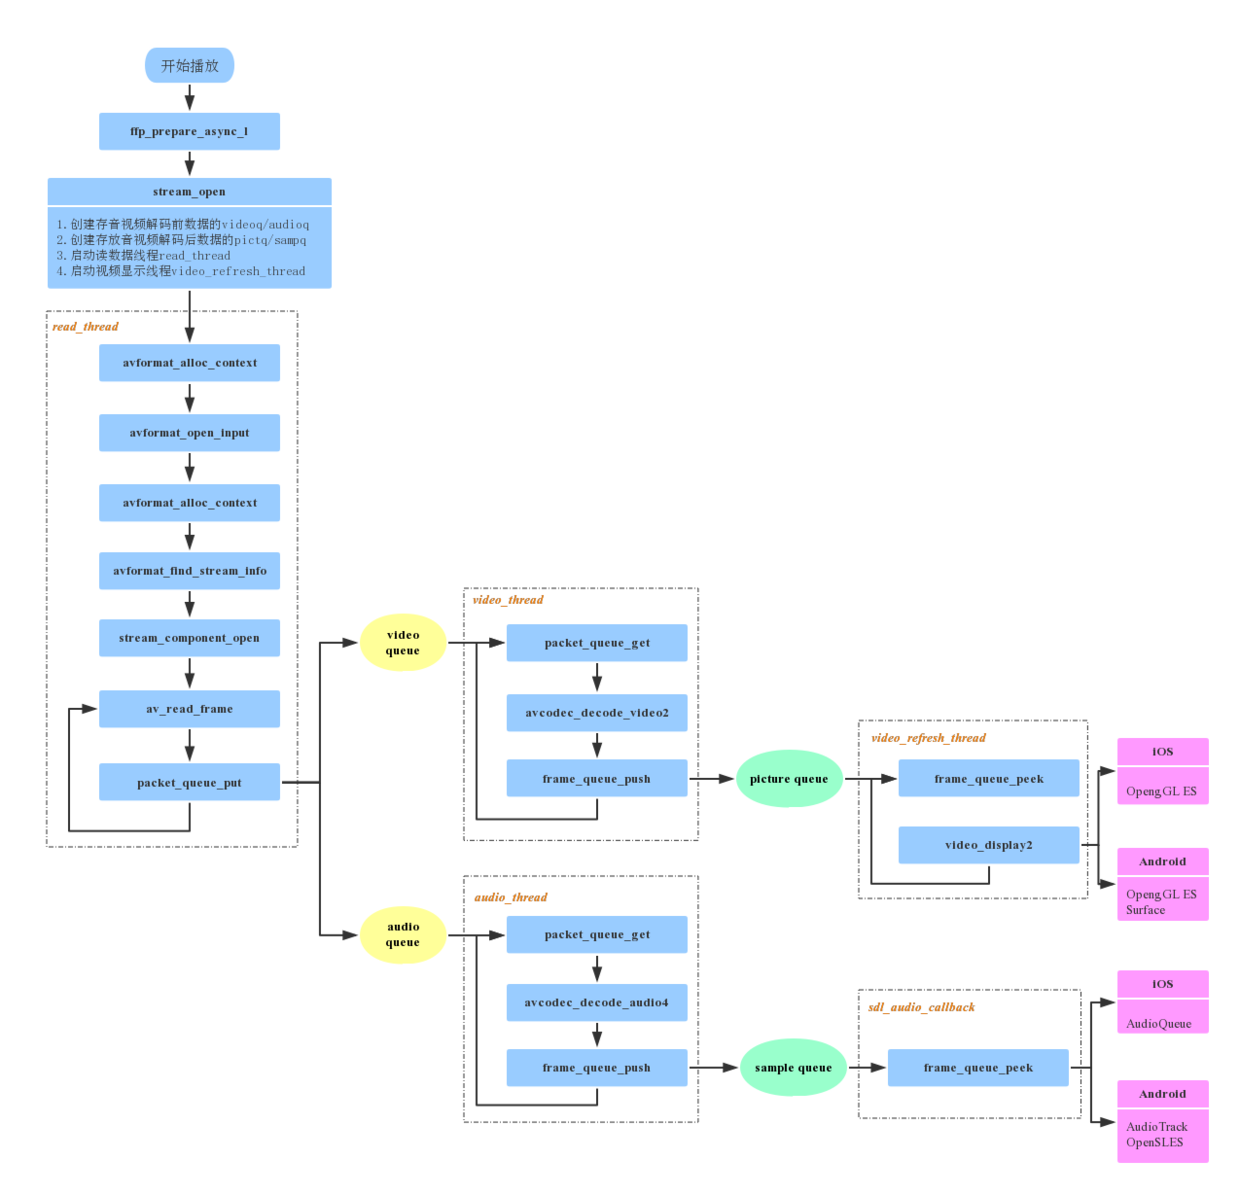 开始播放
ffp_prepare_async_l
stream_open
1. 创建存音视频解码前数据的videoq/audioq
2. 创建存放音视频解码后数据的pictq/sampq
3. 启动读数据线程read_thread
4. 启动视频显示线程video_refresh_thread
read_thread
avformat_alloc_context
avformat_open_input
avformat_alloc_context
avformat_find_stream_info
stream_component_open
av_read_frame
packet_queue_put
video
queue
video_thread
packet_queue_get
avcodec_decode_video2
frame_queue_push
picture queue
video_refresh_thread
frame_queue_peek
video_display2
iOS
OpengGL ES
Android
OpengGL ES
Surface
audio
queue
audio_thread
packet_queue_get
avcodec_decode_audio4
frame_queue_push
sample queue
sdl_audio_callback
frame_queue_peek
iOS
AudioQueue
Android
AudioTrack
OpenSLES